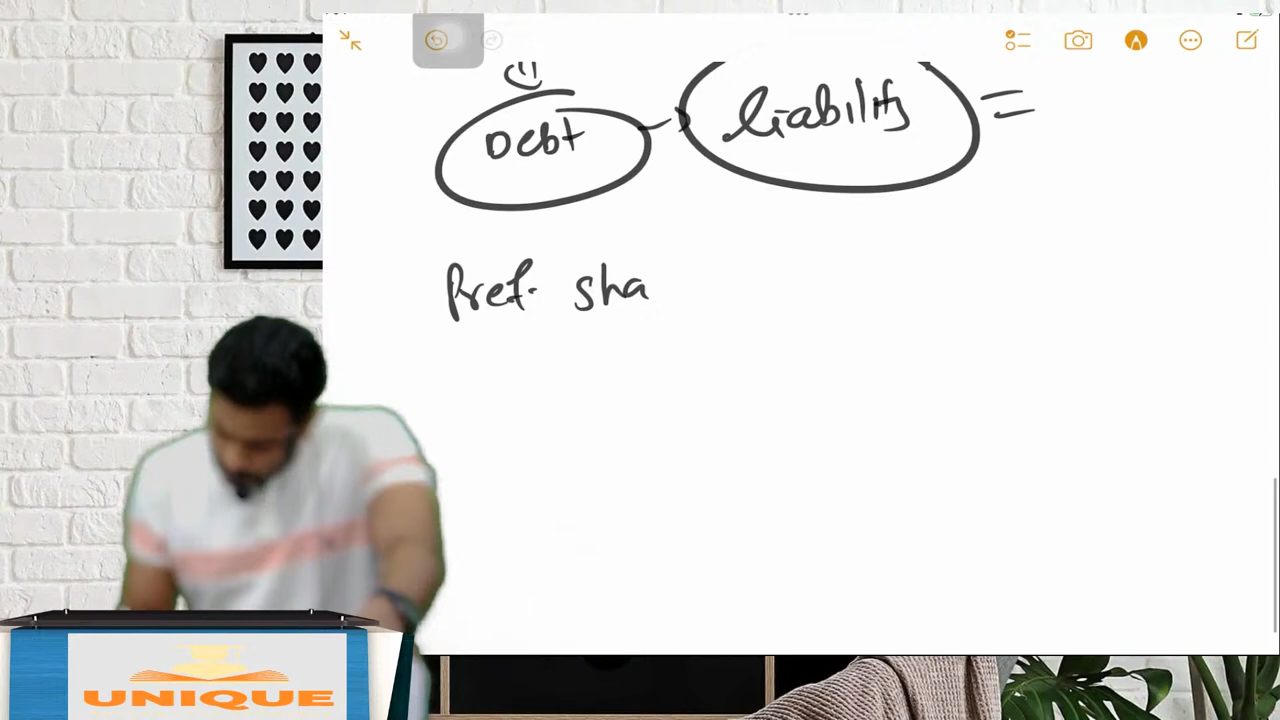 Debt → liability =
Pref. sha
UNIQUE